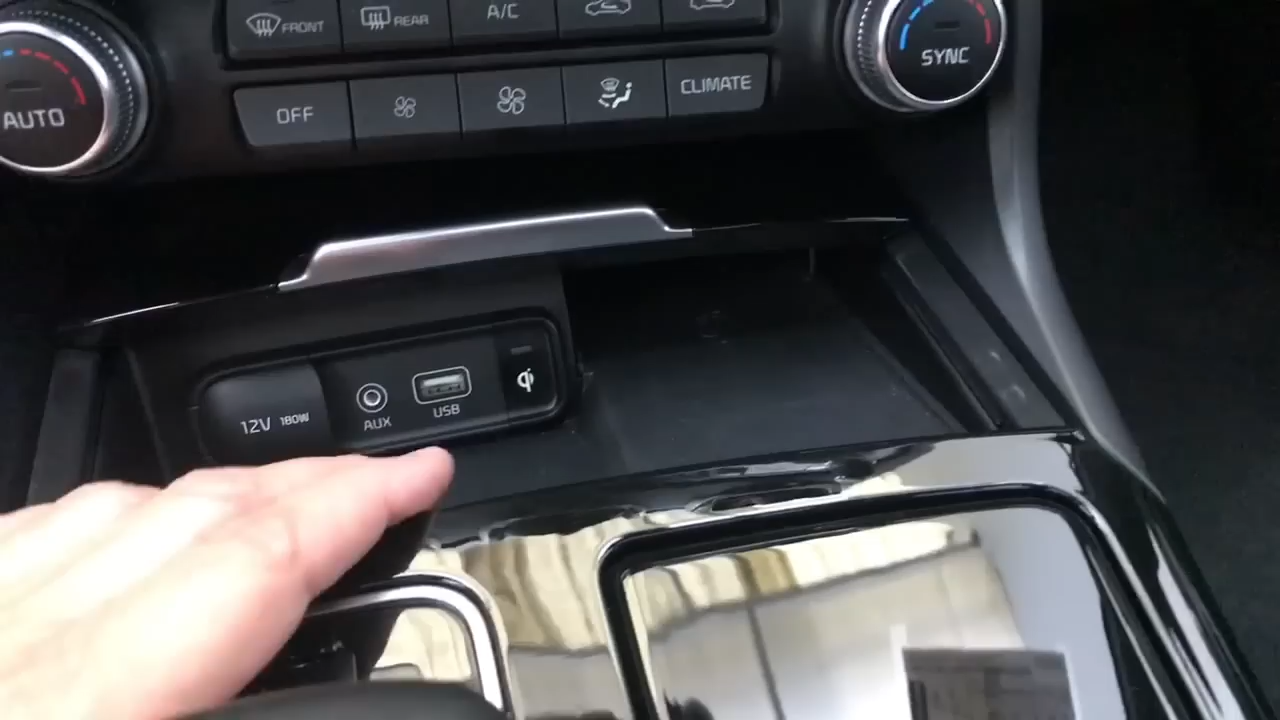 FRONT
REAR
A/C
AUTO
OFF
CLIMATE
SYNC
12V 180W
AUX
USB